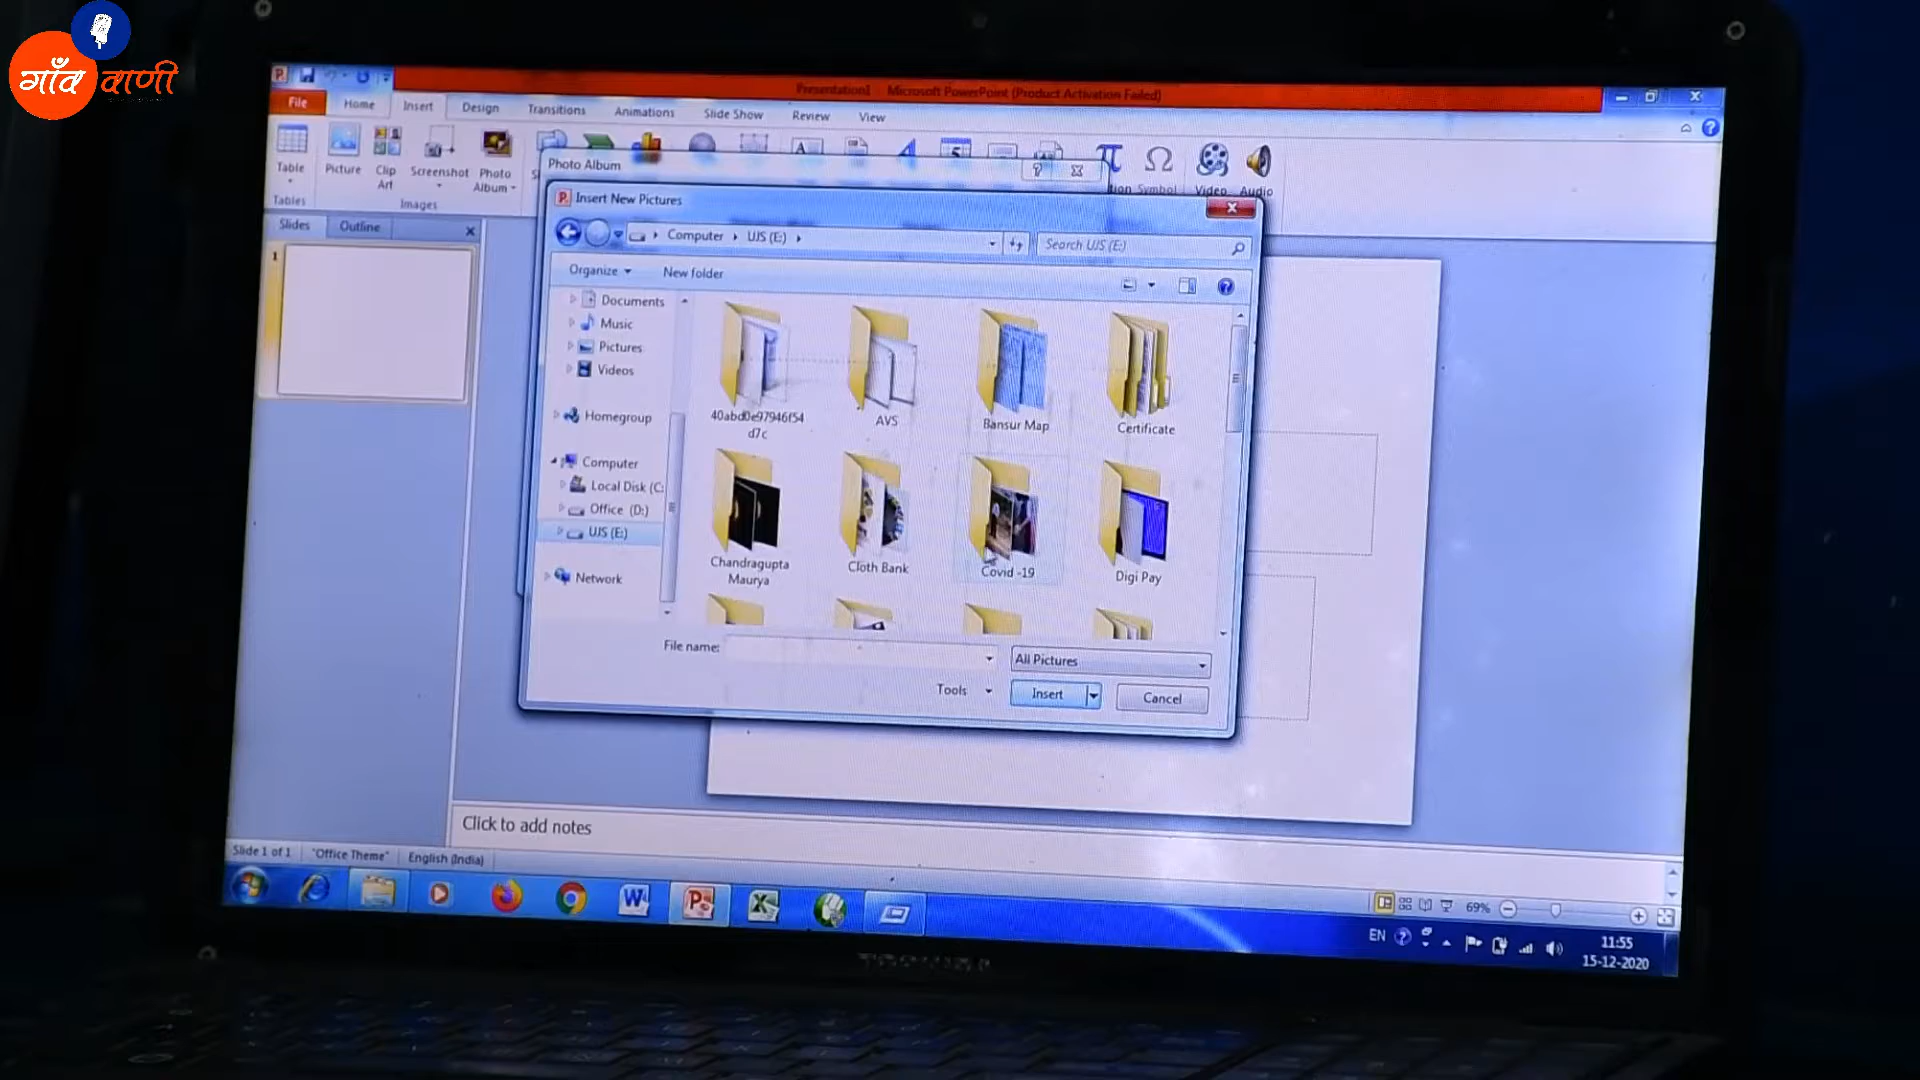 गाँव वाणी
Presentation1 Microsoft PowerPoint (Product Activation Failed)
File Home Insert Design Transitions Animations Slide Show Review View
Table
Picture
Clip Art
Screenshot
Photo Album
Symbol
Video
Audio
Tables
Images
Photo Album
Insert New Pictures
Slides Outline
Computer UJS (E:)
Search UJS (E:)
Organize New folder
1
Documents
Music
Pictures
Videos
Homegroup
Computer
Local Disk (C:
Office (D:)
UJS (E:)
Network
40abd0e97946f54
d7c
AVS
Bansur Map
Certificate
Chandragupta
Maurya
Cloth Bank
Covid -19
Digi Pay
File name:
All Pictures
Tools Insert Cancel
Click to add notes
Slide 1 of 1 "Office Theme" English (India)
69%
EN
11:55
15-12-2020
TOSHIBA